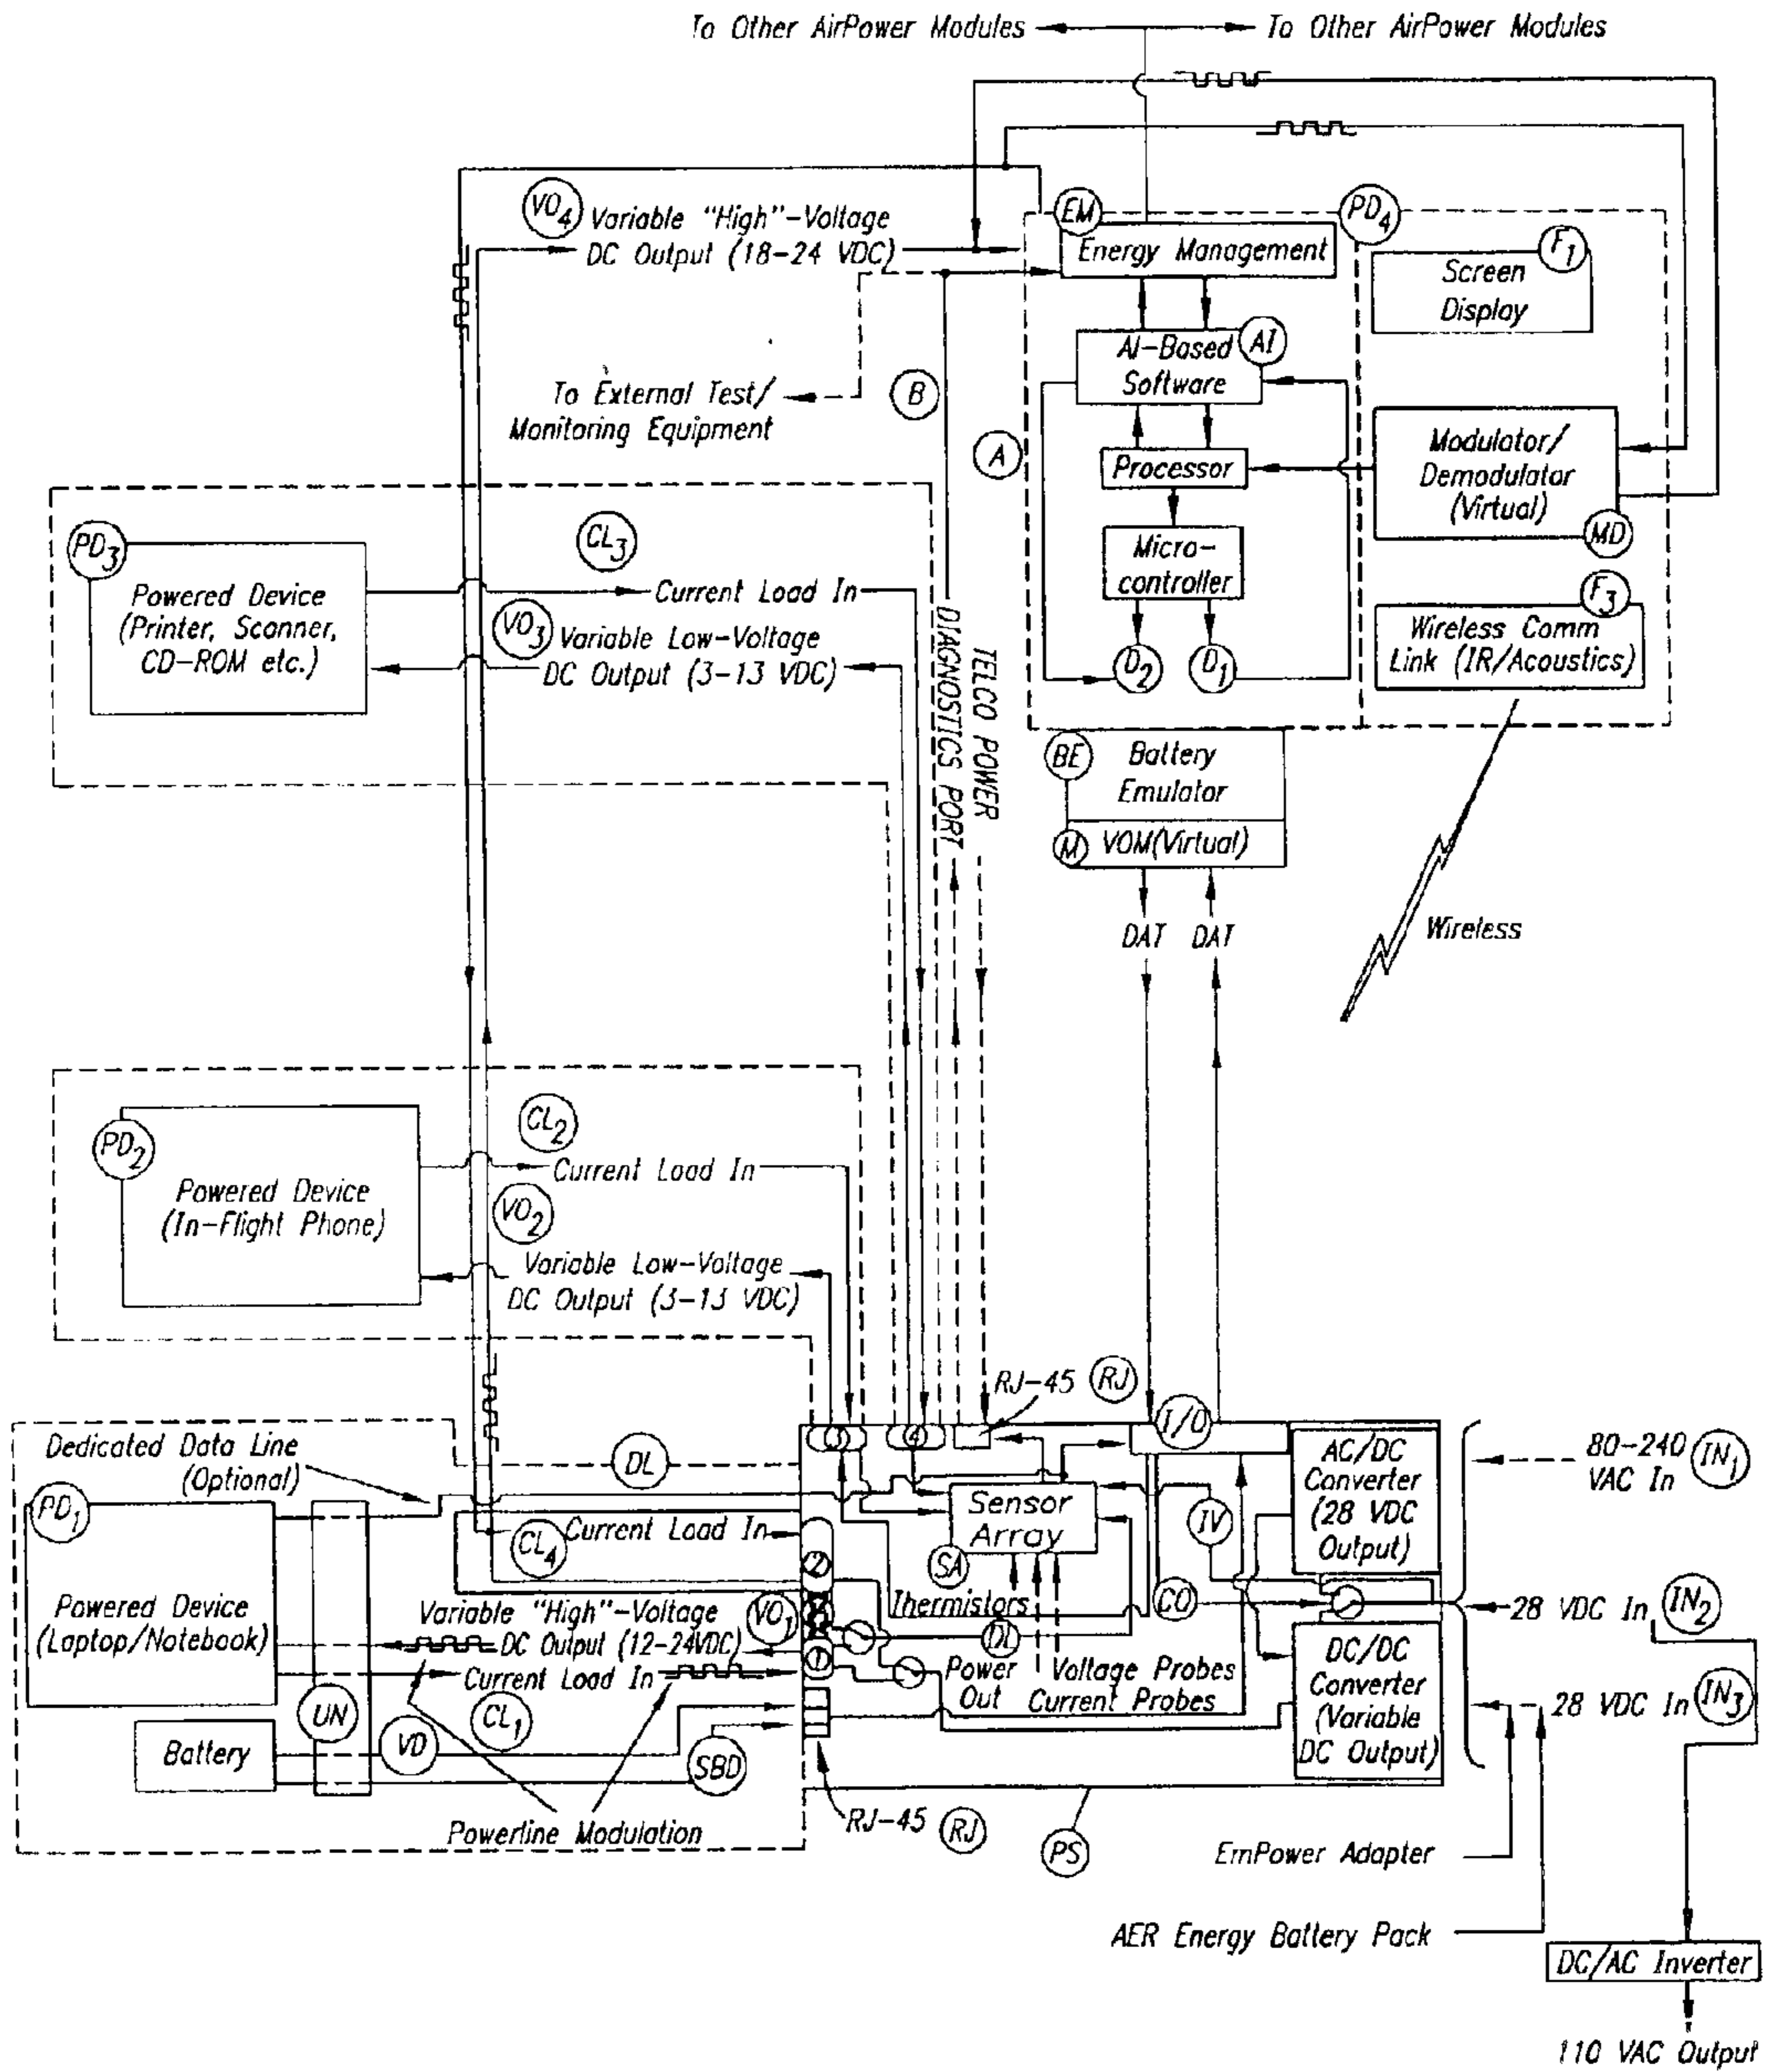 To Other AirPower Modules
To Other AirPower Modules
VO4
Variable "High"-Voltage
DC Output (18-24 VDC)
EM
Energy Management
PD4
F1
Screen
Display
AI-Based
Software
AI
To External Test/
Monitoring Equipment
B
A
Processor
Modulator/
Demodulator
(Virtual)
MD
Micro-
controller
D2
D1
F3
Wireless Comm
Link (IR/Acoustics)
PD3
Powered Device
(Printer, Scanner,
CD-ROM etc.)
CL3
Current Load In
VO3
Variable Low-Voltage
DC Output (3-13 VDC)
DIAGNOSTICS PORT
TELCO POWER
BE
Battery
Emulator
M
VOM(Virtual)
DAT
DAT
Wireless
PD2
Powered Device
(In-Flight Phone)
CL2
Current Load In
VO2
Variable Low-Voltage
DC Output (3-13 VDC)
RJ-45
RJ
I/O
Dedicated Data Line
(Optional)
DL
3
4
AC/DC
Converter
(28 VDC
Output)
80-240
VAC In
IN1
PD1
Powered Device
(Laptop/Notebook)
CL4
Current Load In
2
Sensor
Array
SA
IV
Thermistors
CO
28 VDC In
IN2
Variable "High"-Voltage
DC Output (12-24VDC)
VO1
Current Load In
CL1
1
DL
Power
Out
Voltage Probes
Current Probes
DC/DC
Converter
(Variable
DC Output)
28 VDC In
IN3
UN
Battery
VD
SBD
Powerline Modulation
RJ-45
RJ
PS
EmPower Adapter
AER Energy Battery Pack
DC/AC Inverter
110 VAC Output